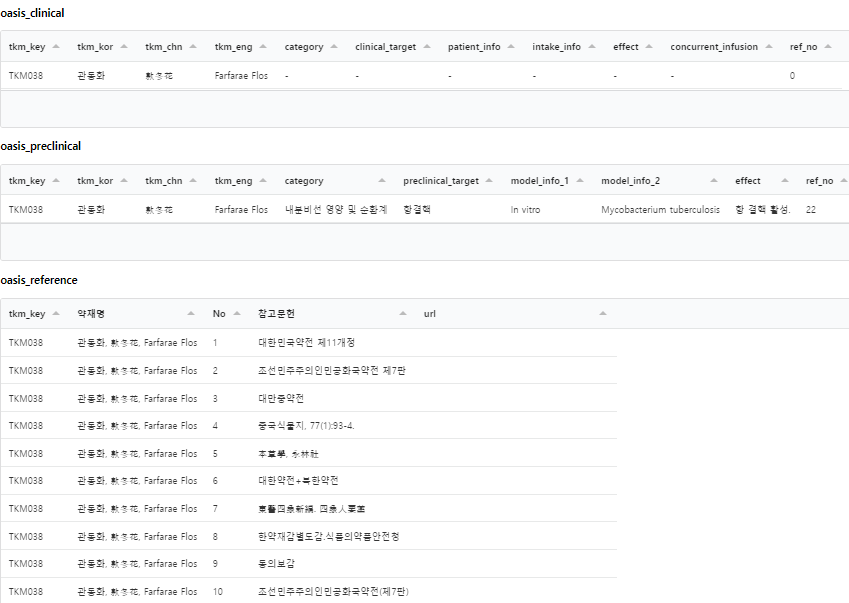 oasis_clinical
tkm_key tkm_kor tkm_chn tkm_eng category clinical_target patient_info intake_info effect concurrent_infusion ref_no
TKM038 관동화 款冬花 Farfarae Flos - - - - - - 0
oasis_preclinical
tkm_key tkm_kor tkm_chn tkm_eng category preclinical_target model_info_1 model_info_2 effect ref_no
TKM038 관동화 款冬花 Farfarae Flos 내분비선 영양 및 순환계 항결핵 In vitro Mycobacterium tuberculosis 항 결핵 활성. 22
oasis_reference
tkm_key 약재명 No 참고문헌 url
TKM038 관동화, 款冬花, Farfarae Flos 1 대한민국약전 제11개정
TKM038 관동화, 款冬花, Farfarae Flos 2 조선민주주의인민공화국약전 제7판
TKM038 관동화, 款冬花, Farfarae Flos 3 대만중약전
TKM038 관동화, 款冬花, Farfarae Flos 4 중국식물지, 77(1):93-4.
TKM038 관동화, 款冬花, Farfarae Flos 5 本草學, 永林社
TKM038 관동화, 款冬花, Farfarae Flos 6 대한약전+북한약전
TKM038 관동화, 款冬花, Farfarae Flos 7 東醫四象新編. 四象人要藥
TKM038 관동화, 款冬花, Farfarae Flos 8 한약재감별도감.식품의약품안전청
TKM038 관동화, 款冬花, Farfarae Flos 9 동의보감
TKM038 관동화, 款冬花, Farfarae Flos 10 조선민주주의인민공화국약전(제7판)